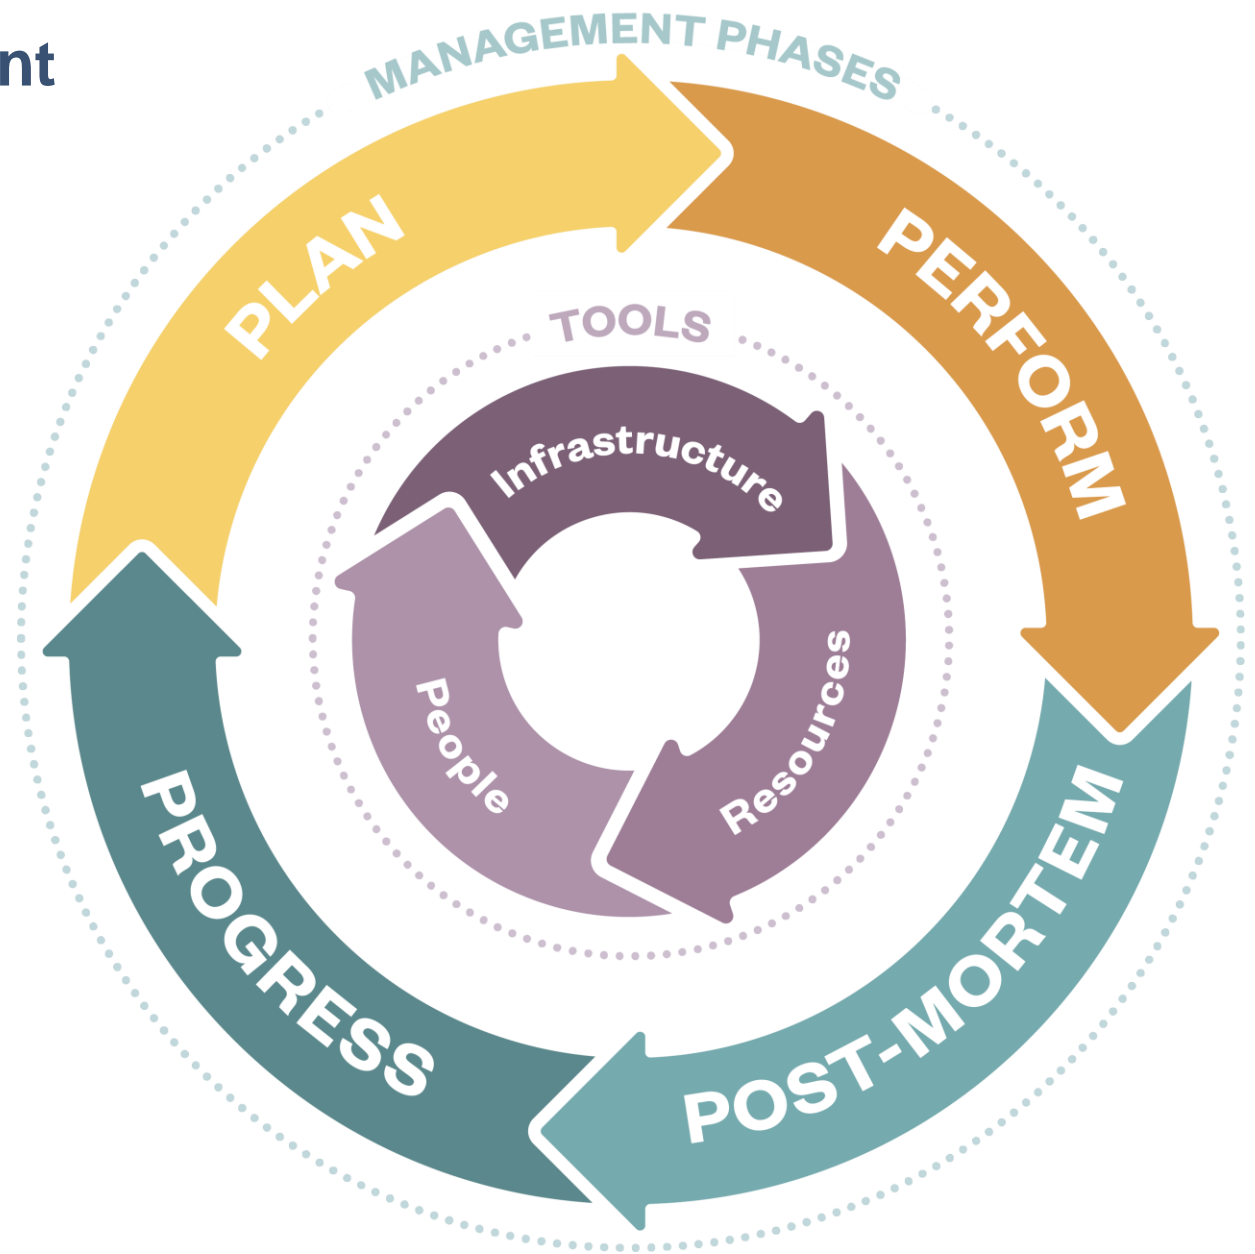 nt
MANAGEMENT PHASES
PLAN
PERFORM
POST-MORTEM
PROGRESS
TOOLS
Infrastructure
Resources
People